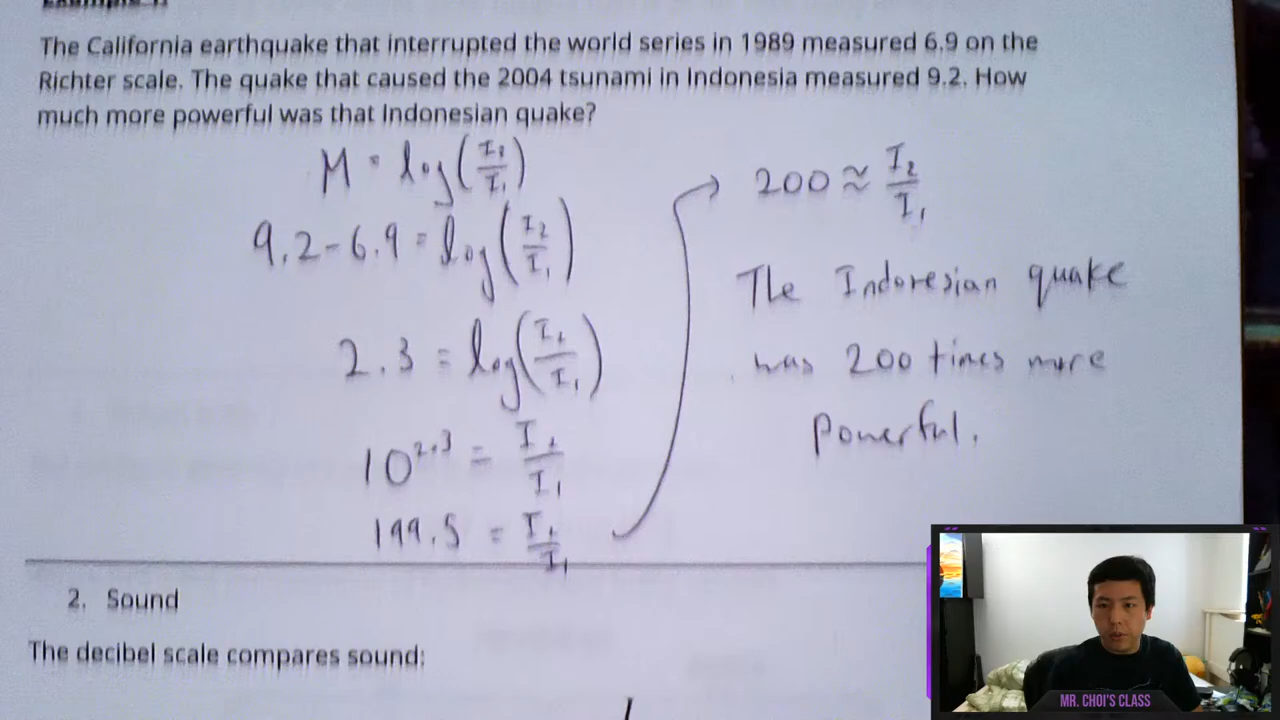 Example 1:
The California earthquake that interrupted the world series in 1989 measured 6.9 on the
Richter scale. The quake that caused the 2004 tsunami in Indonesia measured 9.2. How
much more powerful was that Indonesian quake?
M = log(I₂/I₁)
9.2-6.9 = log(I₂/I₁)
2.3 = log(I₂/I₁)
10^2.3 = I₂/I₁
199.5 = I₂/I₁
200 ≈ I₂/I₁
The Indonesian quake
was 200 times more
powerful.
2. Sound
The decibel scale compares sound:
MR. CHOI'S CLASS